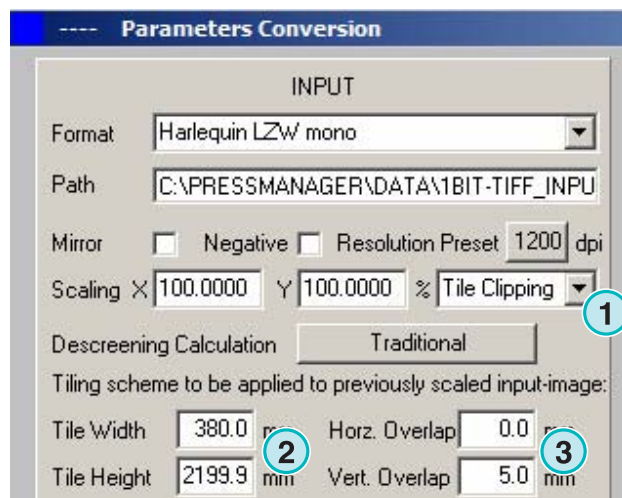 ---- Parameters Conversion
INPUT
Format Harlequin LZW mono
Path C:\PRESSMANAGER\DATA\1BIT-TIFF_INPU
Mirror Negative Resolution Preset 1200 dpi
Scaling X 100.0000 Y 100.0000 % Tile Clipping
1
Descreening Calculation Traditional
Tiling scheme to be applied to previously scaled input-image:
Tile Width 380.0 mm Horz. Overlap 0.0 mm
2 3
Tile Height 2199.9 mm Vert. Overlap 5.0 mm